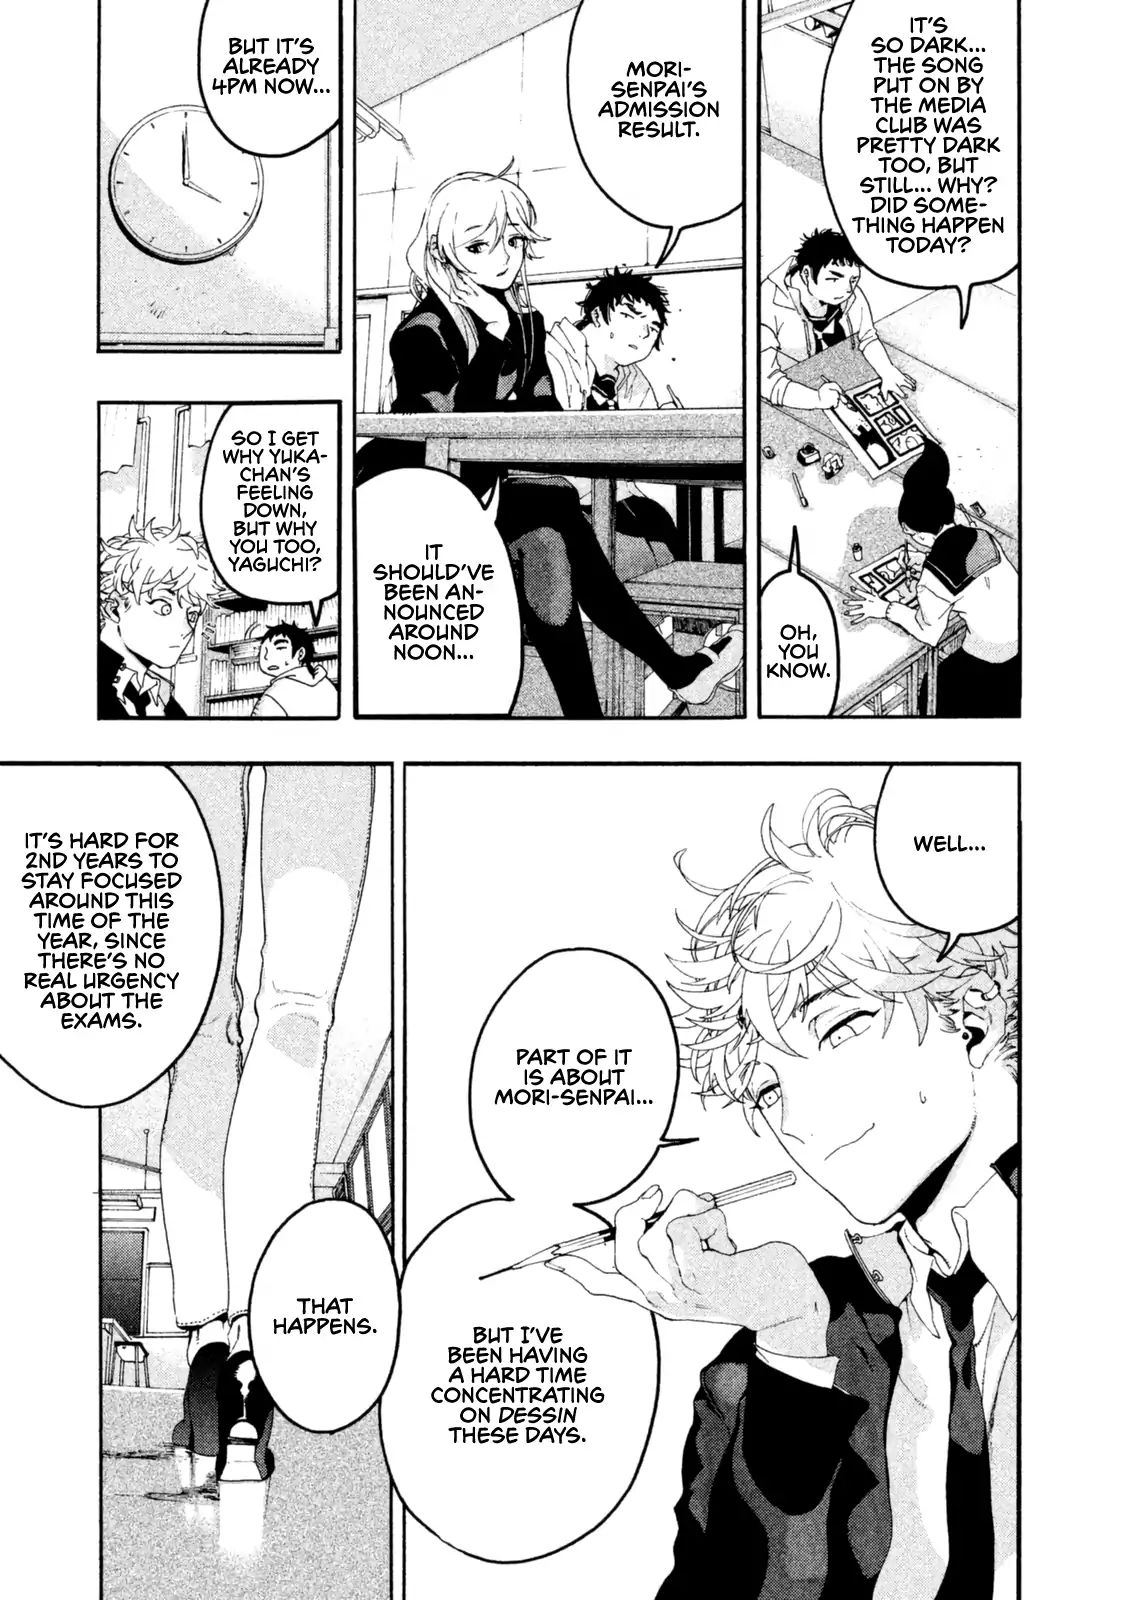 IT'S
SO DARK...
THE SONG
PUT ON BY
THE MEDIA
CLUB WAS
PRETTY DARK
TOO, BUT
STILL... WHY?
DID SOME-
THING HAPPEN
TODAY?
OH,
YOU
KNOW.
MORI-
SENPAI'S
ADMISSION
RESULT.
IT
SHOULD'VE
BEEN AN-
NOUNCED
AROUND
NOON...
BUT IT'S
ALREADY
4PM NOW...
SO I GET
WHY YUKA-
CHAN'S
FEELING
DOWN,
BUT WHY
YOU TOO,
YAGUCHI?
WELL...
PART OF IT
IS ABOUT
MORI-SENPAI...
BUT I'VE
BEEN HAVING
A HARD TIME
CONCENTRATING
ON DESSIN
THESE DAYS.
IT'S HARD FOR
2ND YEARS TO
STAY FOCUSED
AROUND THIS
TIME OF THE
YEAR, SINCE
THERE'S NO
REAL URGENCY
ABOUT THE
EXAMS.
THAT
HAPPENS.